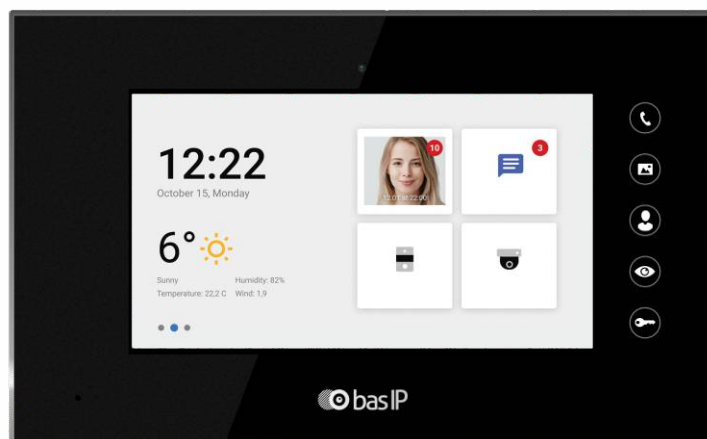 12:22
October 15, Monday
6°
Sunny
Humidity: 82%
Temperature: 22,2 C
Wind: 1,9
10
3
bas IP